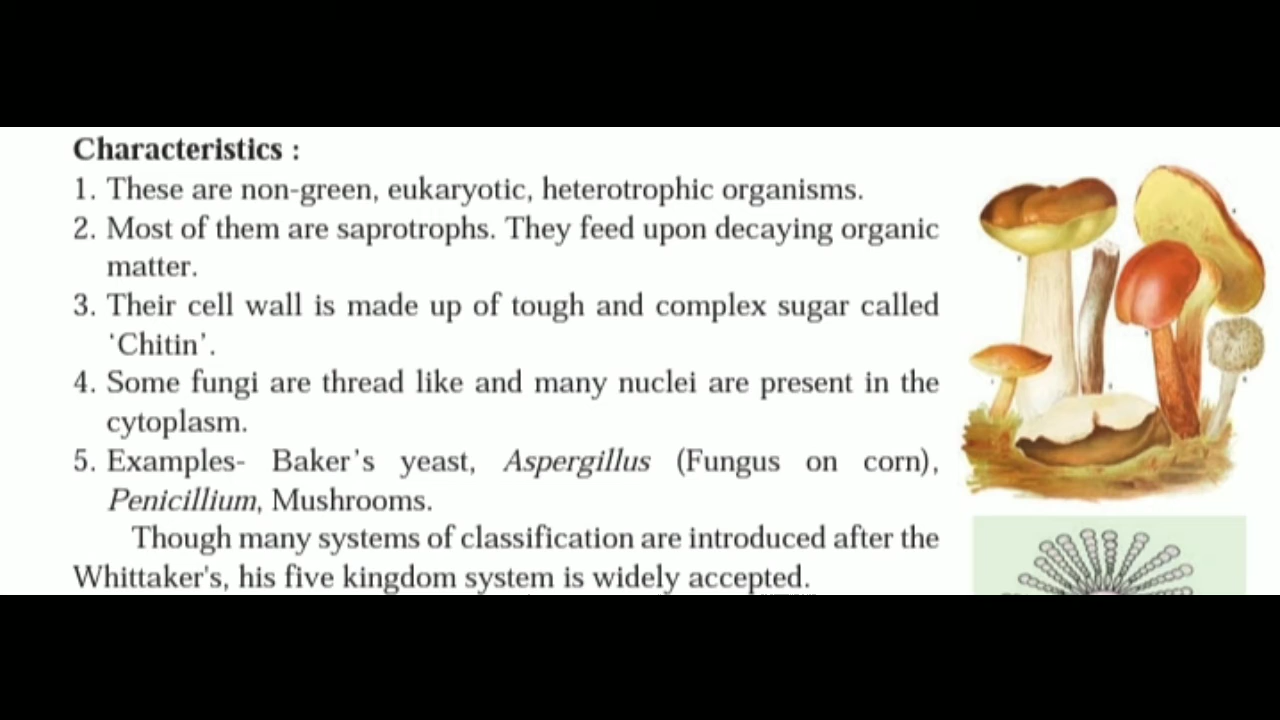 Characteristics :
1. These are non-green, eukaryotic, heterotrophic organisms.
2. Most of them are saprotrophs. They feed upon decaying organic
matter.
3. Their cell wall is made up of tough and complex sugar called
‘Chitin’.
4. Some fungi are thread like and many nuclei are present in the
cytoplasm.
5. Examples- Baker’s yeast, Aspergillus (Fungus on corn),
Penicillium, Mushrooms.
Though many systems of classification are introduced after the
Whittaker's, his five kingdom system is widely accepted.